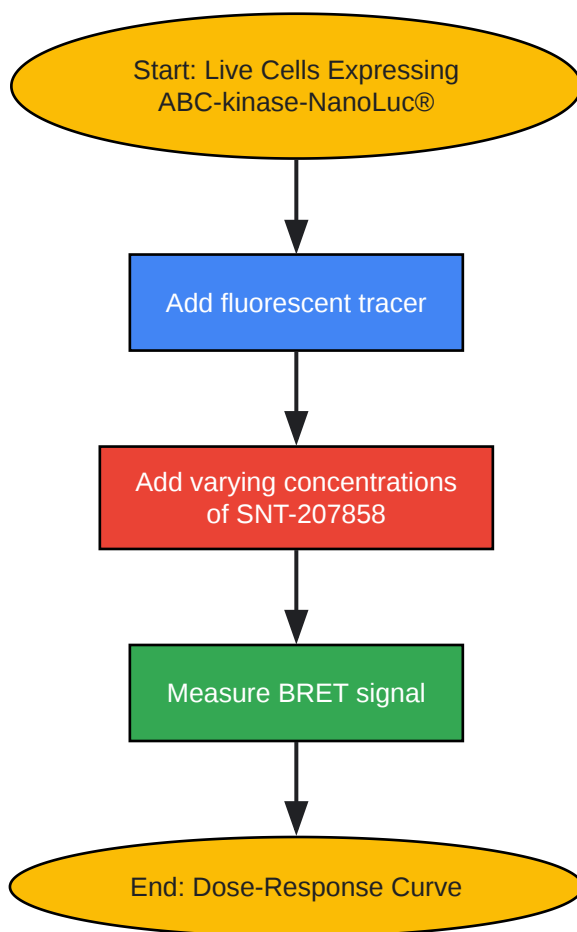 Start: Live Cells Expressing
ABC-kinase-NanoLuc®
Add fluorescent tracer
Add varying concentrations
of SNT-207858
Measure BRET signal
End: Dose-Response Curve